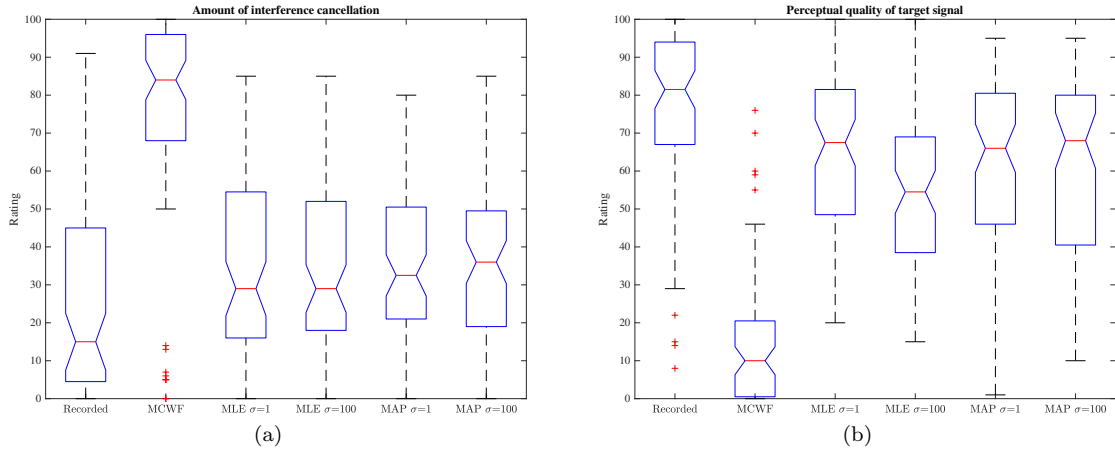 Amount of interference cancellation
100
90
80
70
60
50
40
30
20
10
0
Rating
Recorded MCWF MLE σ=1 MLE σ=100 MAP σ=1 MAP σ=100
(a)
Perceptual quality of target signal
100
90
80
70
60
50
40
30
20
10
0
Rating
Recorded MCWF MLE σ=1 MLE σ=100 MAP σ=1 MAP σ=100
(b)